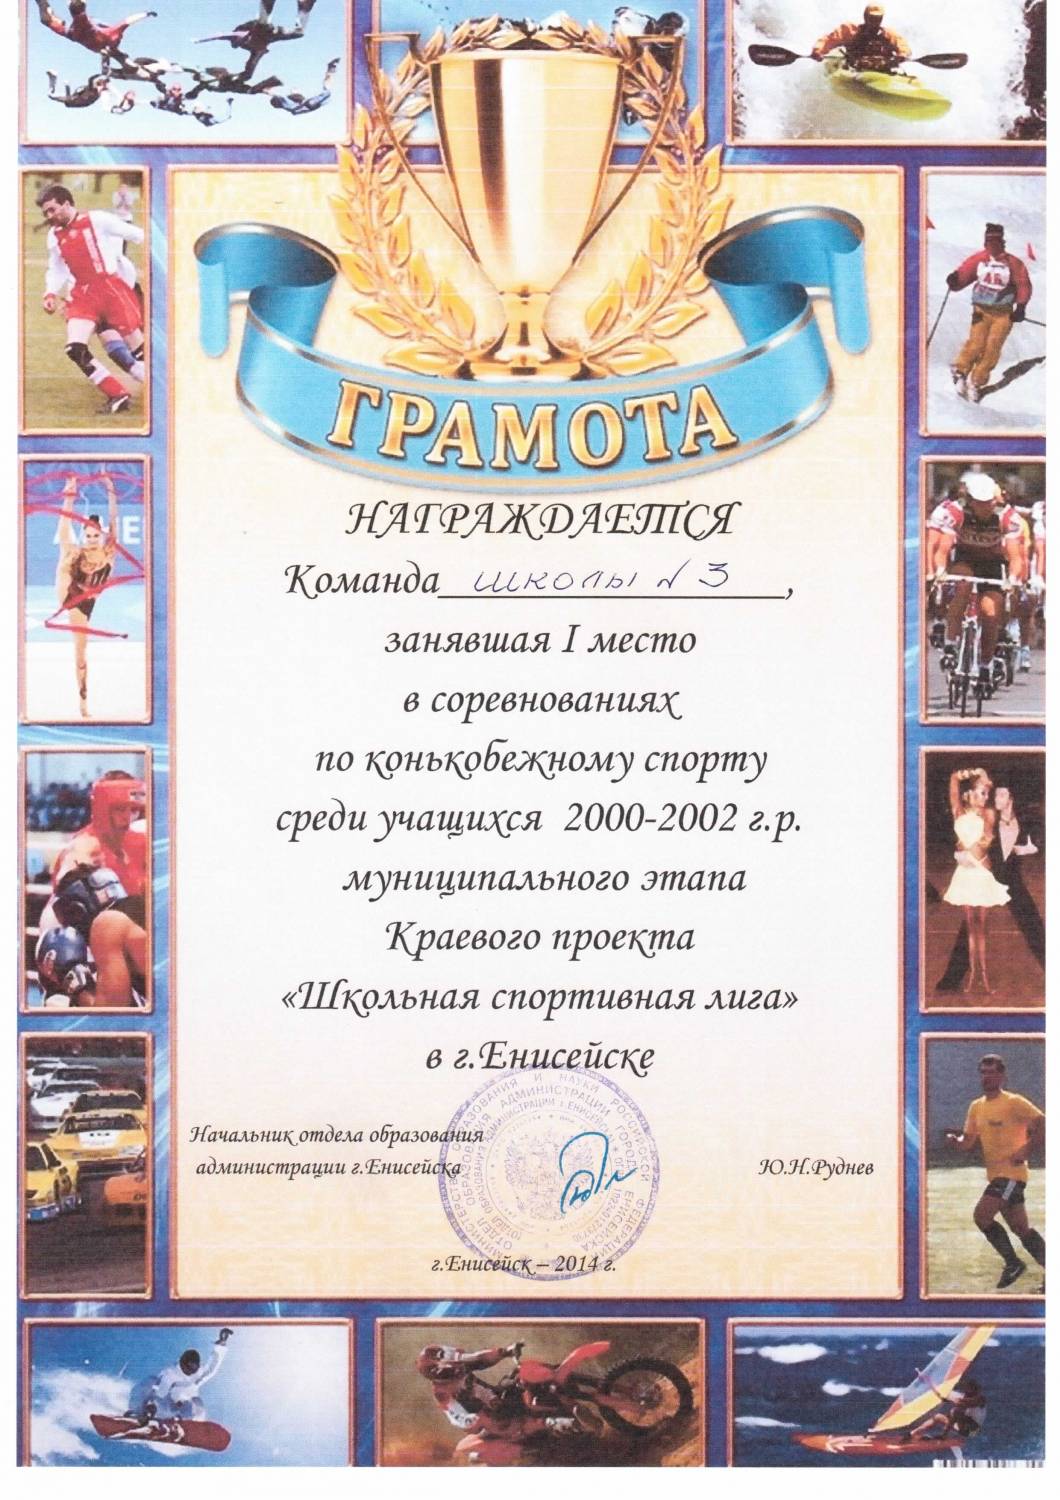 ГРАМОТА
НАГРАЖДАЕТСЯ
Команда школы № 3,
занявшая I место
в соревнованиях
по конькобежному спорту
среди учащихся 2000-2002 г.р.
муниципального этапа
Краевого проекта
«Школьная спортивная лига»
в г.Енисейске
Начальник отдела образования
администрации г.Енисейска
Ю.Н.Руднев
г.Енисейск – 2014 г.